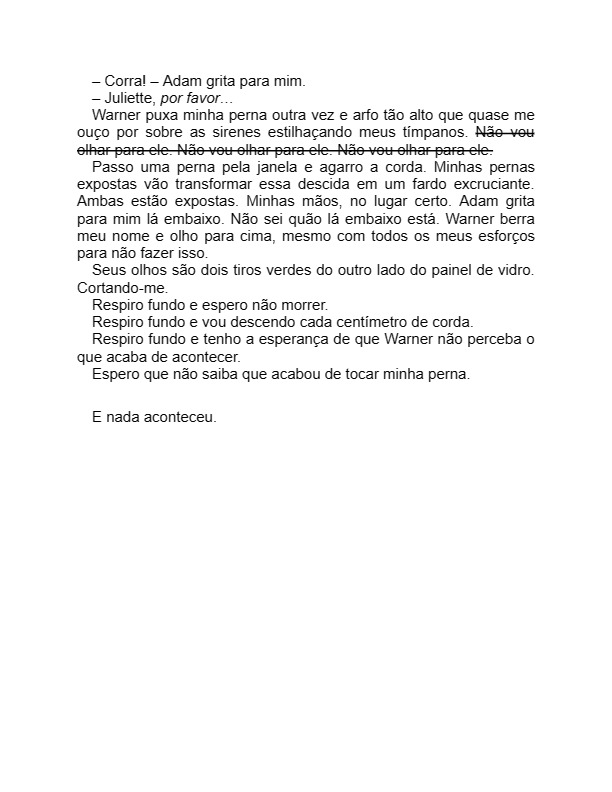 – Corra! – Adam grita para mim.
– Juliette, por favor…
Warner puxa minha perna outra vez e arfo tão alto que quase me
ouço por sobre as sirenes estilhaçando meus tímpanos. Não vou
olhar para ele. Não vou olhar para ele. Não vou olhar para ele.
Passo uma perna pela janela e agarro a corda. Minhas pernas
expostas vão transformar essa descida em um fardo excruciante.
Ambas estão expostas. Minhas mãos, no lugar certo. Adam grita
para mim lá embaixo. Não sei quão lá embaixo está. Warner berra
meu nome e olho para cima, mesmo com todos os meus esforços
para não fazer isso.
Seus olhos são dois tiros verdes do outro lado do painel de vidro.
Cortando-me.
Respiro fundo e espero não morrer.
Respiro fundo e vou descendo cada centímetro de corda.
Respiro fundo e tenho a esperança de que Warner não perceba o
que acaba de acontecer.
Espero que não saiba que acabou de tocar minha perna.
E nada aconteceu.